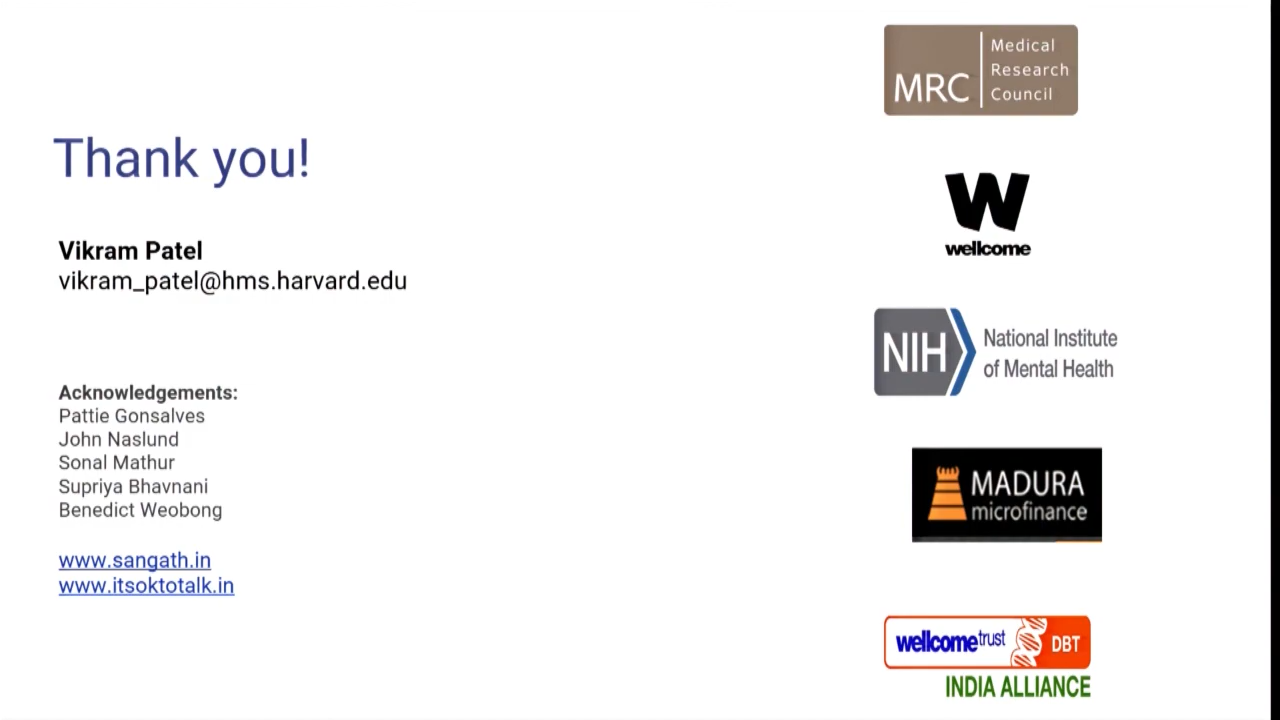 Thank you!
Vikram Patel
vikram_patel@hms.harvard.edu
Acknowledgements:
Pattie Gonsalves
John Naslund
Sonal Mathur
Supriya Bhavnani
Benedict Weobong
www.sangath.in
www.itsoktotalk.in
MRC
Medical
Research
Council
W
wellcome
NIH
National Institute
of Mental Health
MADURA
microfinance
wellcometrust DBT
INDIA ALLIANCE